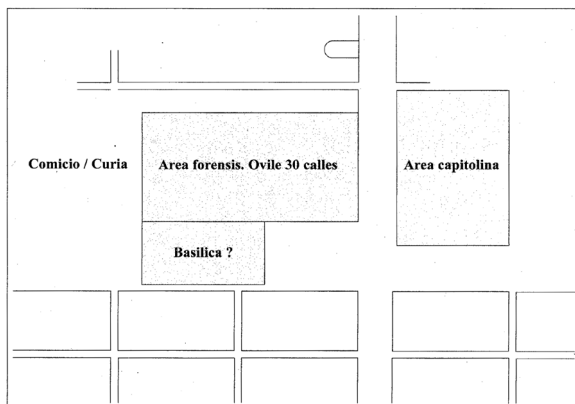 Comicio / Curia
Area forensis. Ovile 30 calles
Area capitolina
Basilica ?